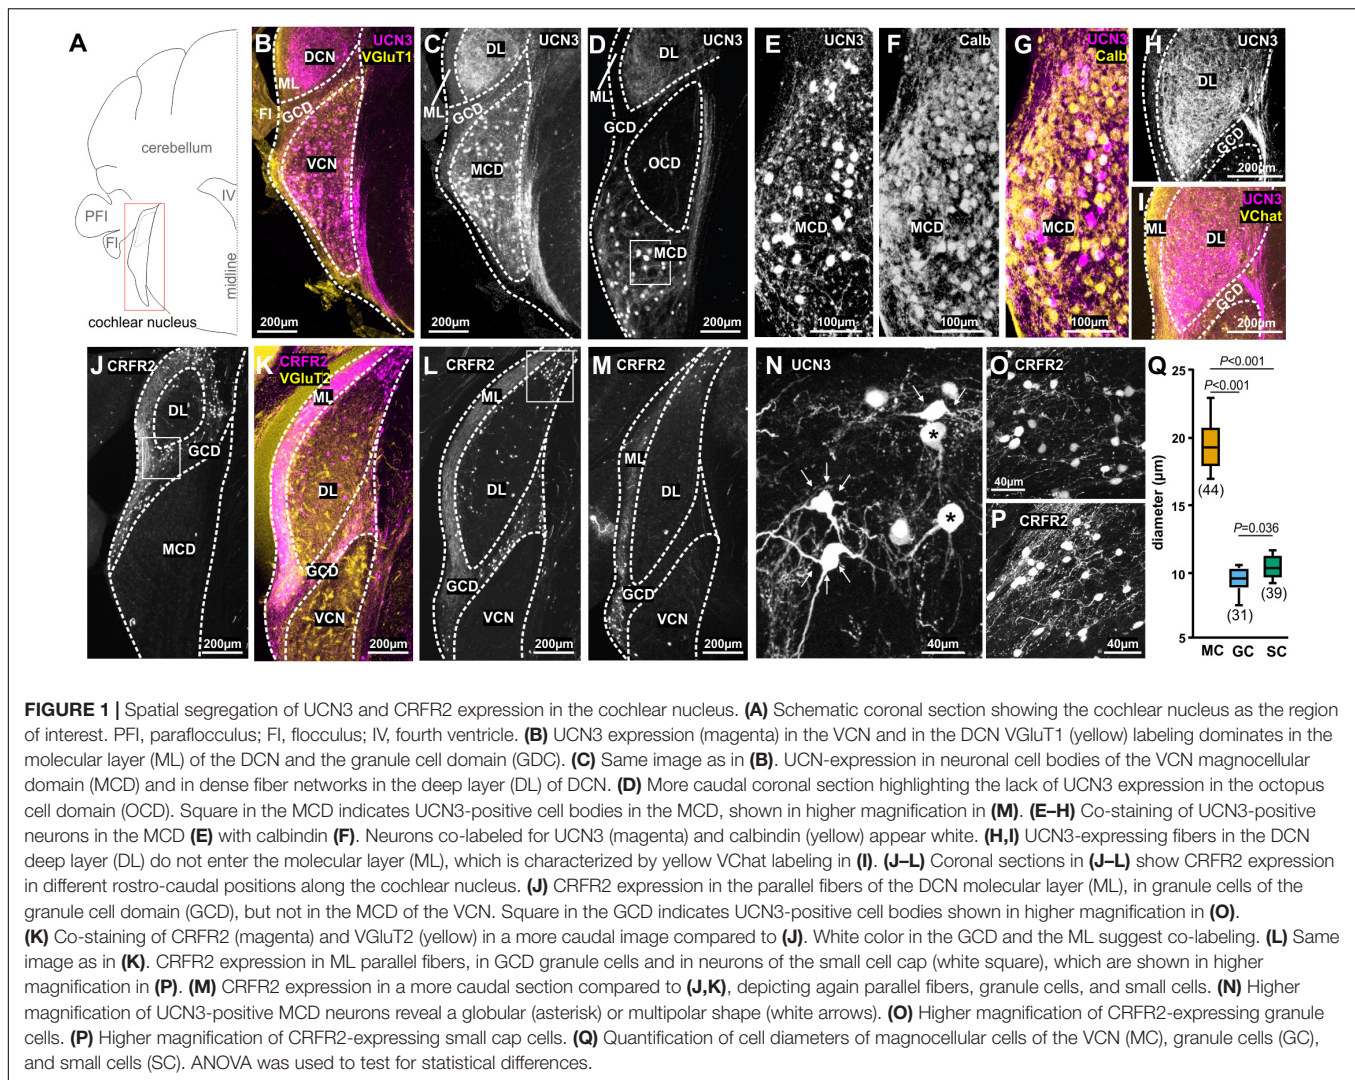 A
cerebellum
PFI
FI
IV
midline
cochlear nucleus
B
UCN3
VGluT1
DCN
ML
FI
GCD
VCN
200µm
C
UCN3
DL
ML
GCD
MCD
200µm
D
UCN3
DL
ML
GCD
OCD
MCD
200µm
E
UCN3
MCD
100µm
F
Calb
MCD
100µm
G
UCN3
Calb
MCD
100µm
H
UCN3
DL
GCD
200µm
I
UCN3
VChat
ML
DL
GCD
200µm
J
CRFR2
DL
GCD
MCD
200µm
K
CRFR2
VGluT2
ML
DL
GCD
VCN
200µm
L
CRFR2
ML
DL
GCD
VCN
200µm
M
CRFR2
ML
DL
GCD
VCN
200µm
N
UCN3
*
*
40µm
O
CRFR2
40µm
P
CRFR2
40µm
Q
P<0.001
P<0.001
P=0.036
diameter (µm)
25
20
15
10
5
(44)
(31)
(39)
MC GC SC
FIGURE 1 | Spatial segregation of UCN3 and CRFR2 expression in the cochlear nucleus. (A) Schematic coronal section showing the cochlear nucleus as the region
of interest. PFI, paraflocculus; FI, flocculus; IV, fourth ventricle. (B) UCN3 expression (magenta) in the VCN and in the DCN VGluT1 (yellow) labeling dominates in the
molecular layer (ML) of the DCN and the granule cell domain (GDC). (C) Same image as in (B). UCN-expression in neuronal cell bodies of the VCN magnocellular
domain (MCD) and in dense fiber networks in the deep layer (DL) of DCN. (D) More caudal coronal section highlighting the lack of UCN3 expression in the octopus
cell domain (OCD). Square in the MCD indicates UCN3-positive cell bodies in the MCD, shown in higher magnification in (M). (E–H) Co-staining of UCN3-positive
neurons in the MCD (E) with calbindin (F). Neurons co-labeled for UCN3 (magenta) and calbindin (yellow) appear white. (H,I) UCN3-expressing fibers in the DCN
deep layer (DL) do not enter the molecular layer (ML), which is characterized by yellow VChat labeling in (I). (J–L) Coronal sections in (J–L) show CRFR2 expression
in different rostro-caudal positions along the cochlear nucleus. (J) CRFR2 expression in the parallel fibers of the DCN molecular layer (ML), in granule cells of the
granule cell domain (GCD), but not in the MCD of the VCN. Square in the GCD indicates UCN3-positive cell bodies shown in higher magnification in (O).
(K) Co-staining of CRFR2 (magenta) and VGluT2 (yellow) in a more caudal image compared to (J). White color in the GCD and the ML suggest co-labeling. (L) Same
image as in (K). CRFR2 expression in ML parallel fibers, in GCD granule cells and in neurons of the small cell cap (white square), which are shown in higher
magnification in (P). (M) CRFR2 expression in a more caudal section compared to (J,K), depicting again parallel fibers, granule cells, and small cells. (N) Higher
magnification of UCN3-positive MCD neurons reveal a globular (asterisk) or multipolar shape (white arrows). (O) Higher magnification of CRFR2-expressing granule
cells. (P) Higher magnification of CRFR2-expressing small cap cells. (Q) Quantification of cell diameters of magnocellular cells of the VCN (MC), granule cells (GC),
and small cells (SC). ANOVA was used to test for statistical differences.